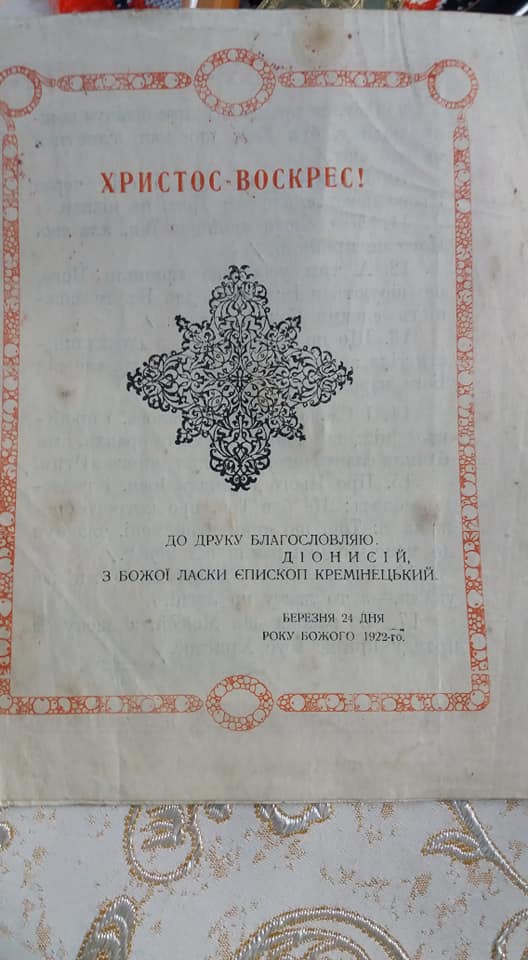 ХРИСТОС-ВОСКРЕС!
ДО ДРУКУ БЛАГОСЛОВЛЯЮ.
ДІОНИСІЙ,
З БОЖОЇ ЛАСКИ ЄПИСКОП КРЕМІНЕЦЬКИЙ.
БЕРЕЗНЯ 24 ДНЯ
РОКУ БОЖОГО 1922-го.